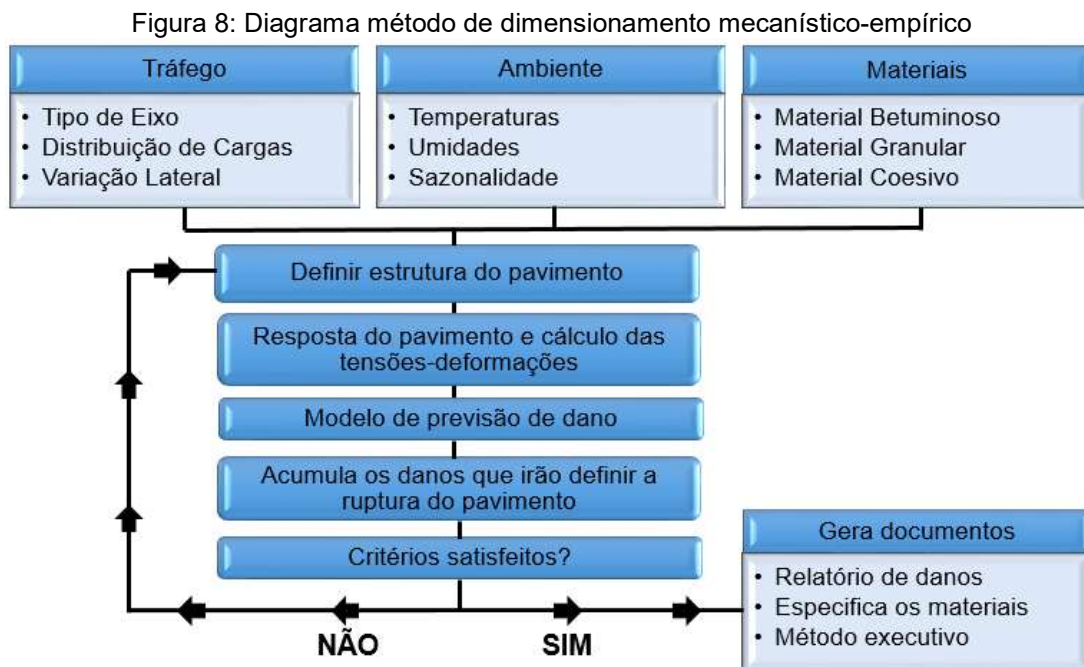 Figura 8: Diagrama método de dimensionamento mecanístico-empírico
Tráfego
• Tipo de Eixo
• Distribuição de Cargas
• Variação Lateral
Ambiente
• Temperaturas
• Umidades
• Sazonalidade
Materiais
• Material Betuminoso
• Material Granular
• Material Coesivo
Definir estrutura do pavimento
Resposta do pavimento e cálculo das
tensões-deformações
Modelo de previsão de dano
Acumula os danos que irão definir a
ruptura do pavimento
Critérios satisfeitos?
NÃO
SIM
Gera documentos
• Relatório de danos
• Especifica os materiais
• Método executivo